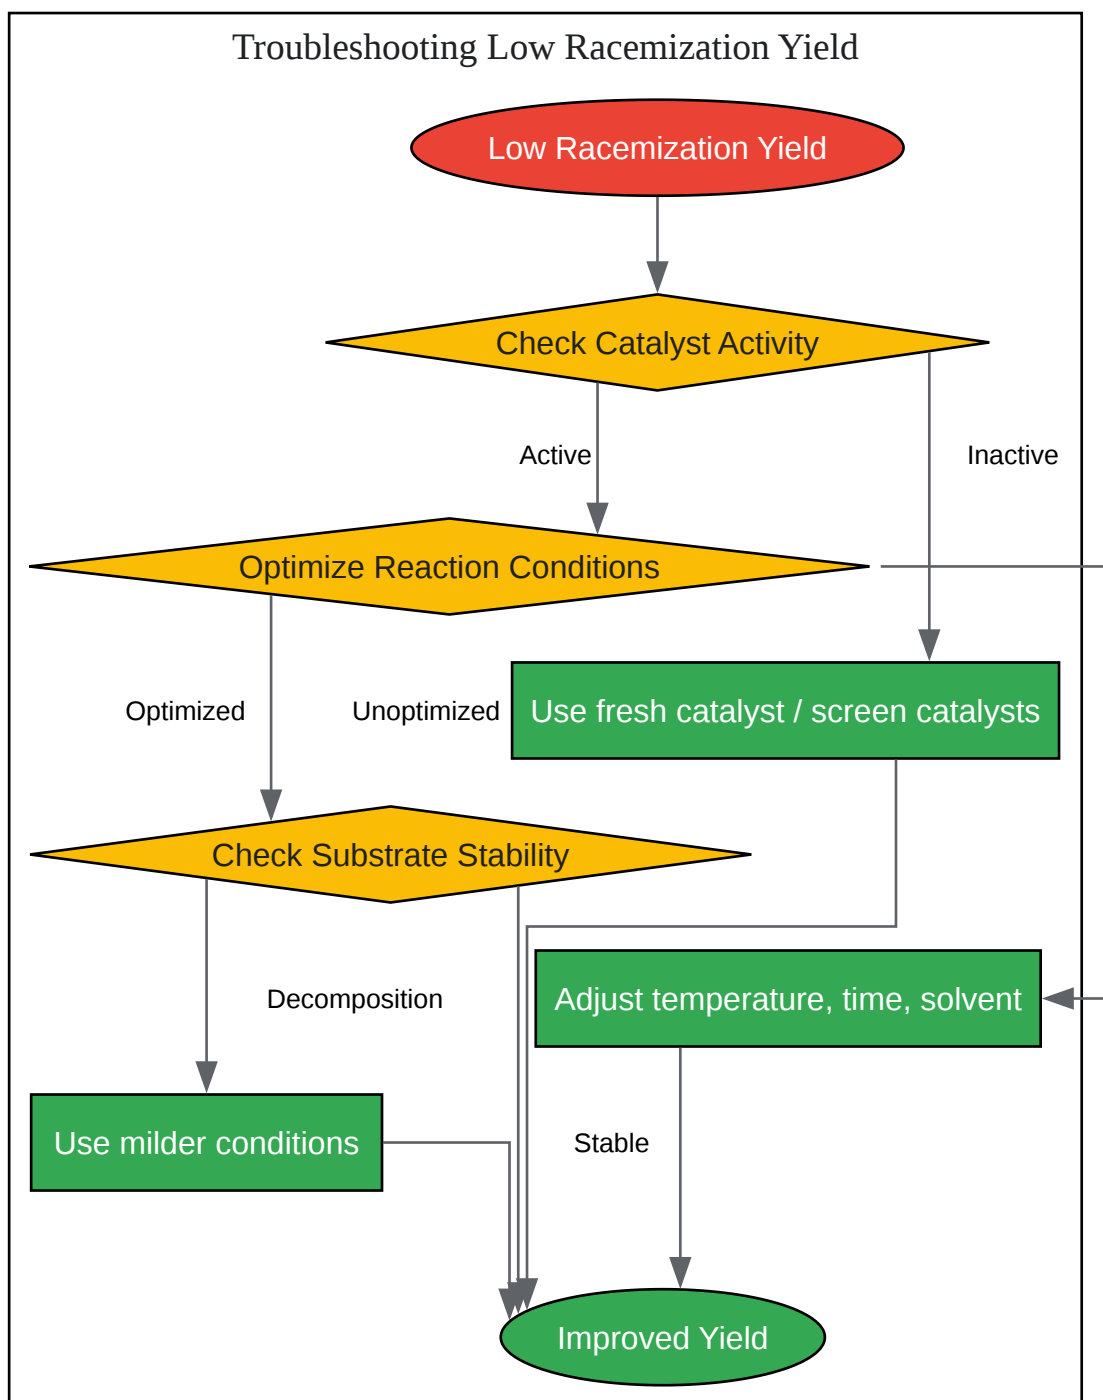 Troubleshooting Low Racemization Yield
Low Racemization Yield
Check Catalyst Activity
Active
Inactive
Optimize Reaction Conditions
Optimized
Unoptimized
Use fresh catalyst / screen catalysts
Check Substrate Stability
Decomposition
Adjust temperature, time, solvent
Use milder conditions
Stable
Improved Yield